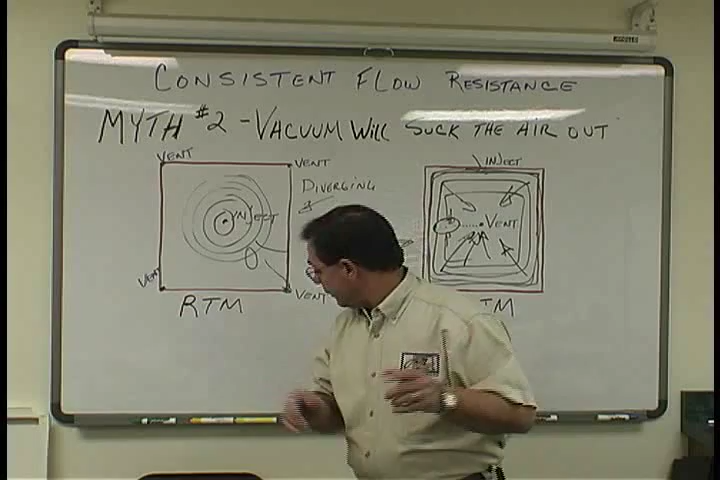 CONSISTENT FLOW RESISTANCE
MYTH #2 - VACUUM WILL SUCK THE AIR OUT
VENT
VENT
INJECT
DIVERGING
INJECT
VENT
VENT
RTM
TM